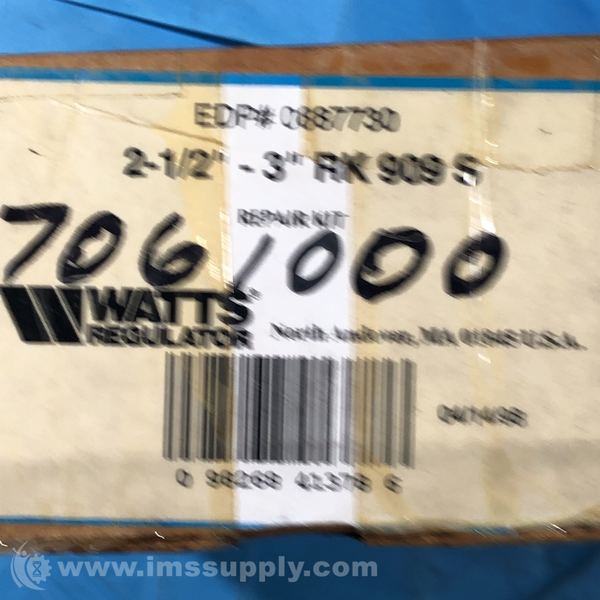 EDP# 0887730
2-1/2" - 3" RK 909 S
REPAIR KIT
7061000
WATTS®
REGULATOR
North Andover, MA 01845 U.S.A.
0 98268 41378 6
www.imssupply.com